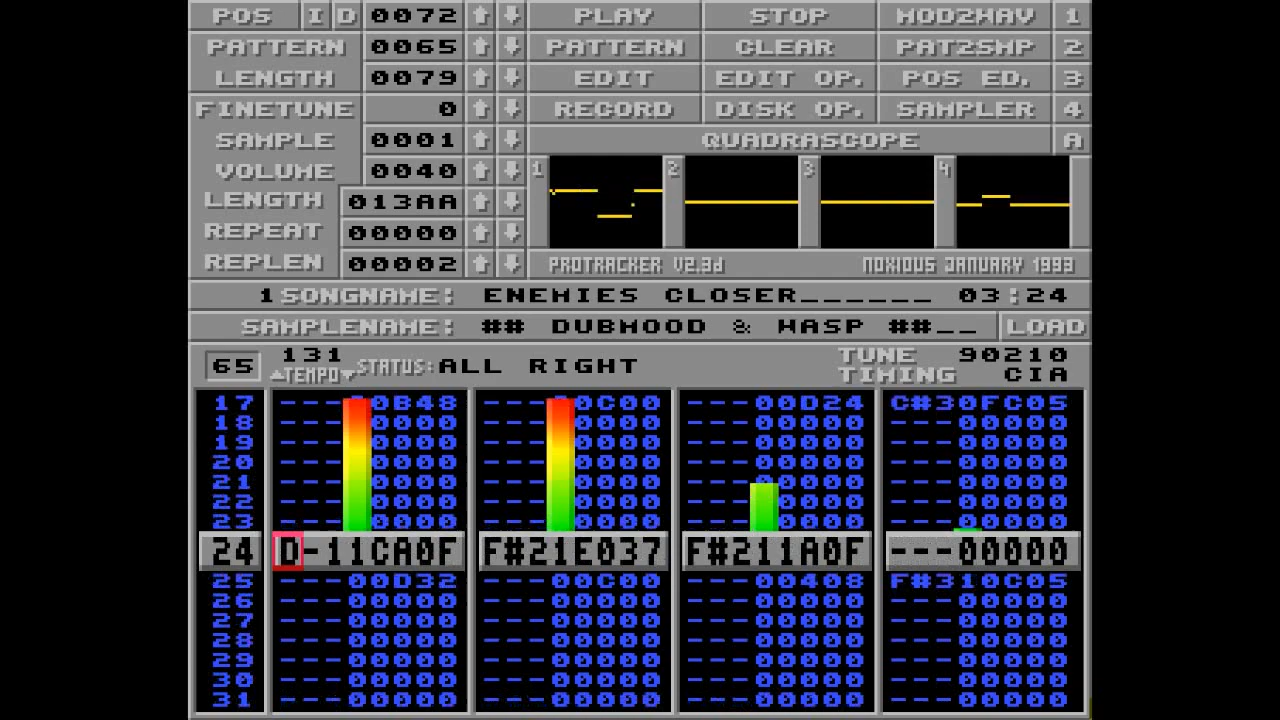 POS I D 0072 PLAY STOP MOD2WAV 1
PATTERN 0065 PATTERN CLEAR PAT2SMP 2
LENGTH 0079 EDIT EDIT OP. POS ED. 3
FINETUNE 0 RECORD DISK OP. SAMPLER 4
SAMPLE 0001 QUADRASCOPE A
VOLUME 0040 1 2 3 4
LENGTH 013AA
REPEAT 00000
REPLEN 00002 PROTRACKER V2.3d NOXIOUS JANUARY 1993
1 SONGNAME: ENEMIES CLOSER______ 03:24
SAMPLENAME: ## DUBMOOD & WASP ##__ LOAD
65 131 TEMPO STATUS: ALL RIGHT TUNE 90210
TIMING CIA
17 ---00B48 ---00C00 ---00D24 C#30FC05
18 ---00000 ---00000 ---00000 ---00000
19 ---00000 ---00000 ---00000 ---00000
20 ---00000 ---00000 ---00000 ---00000
21 ---00000 ---00000 ---00000 ---00000
22 ---00000 ---00000 ---00000 ---00000
23 ---00000 ---00000 ---00000 ---00000
24 D-11CA0F F#21E037 F#211A0F ---00000
25 ---00D32 ---00C00 ---00408 F#310C05
26 ---00000 ---00000 ---00000 ---00000
27 ---00000 ---00000 ---00000 ---00000
28 ---00000 ---00000 ---00000 ---00000
29 ---00000 ---00000 ---00000 ---00000
30 ---00000 ---00000 ---00000 ---00000
31 ---00000 ---00000 ---00000 ---00000